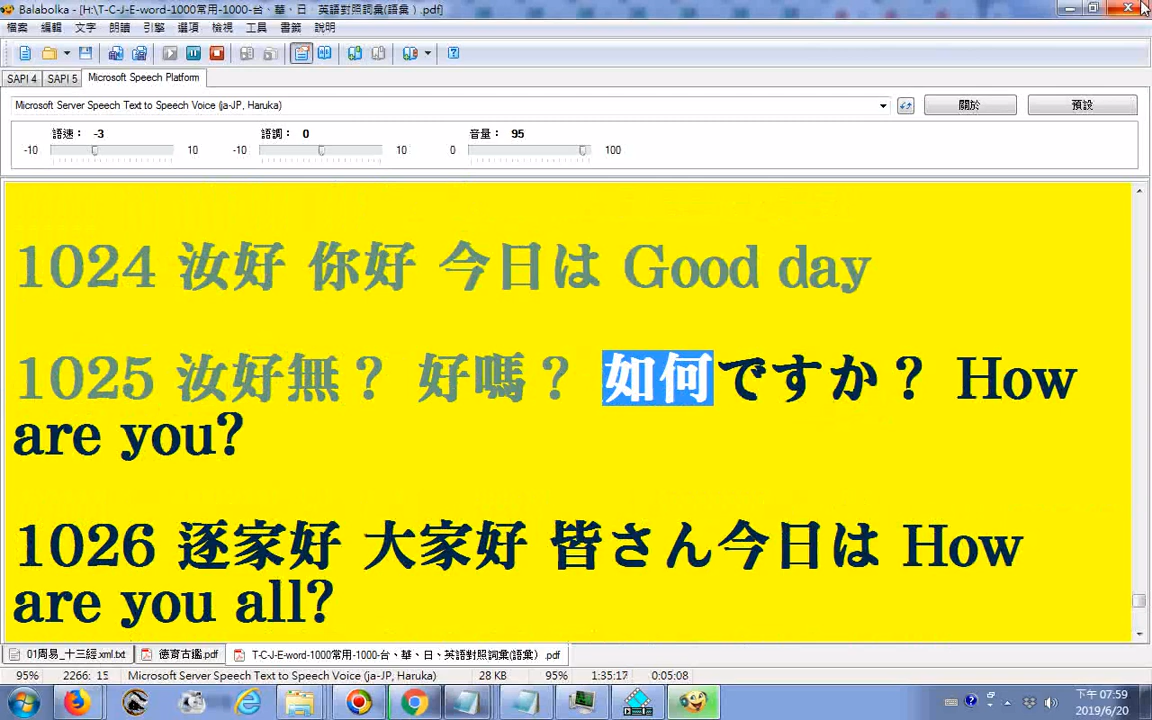 Balabolka - [H:\T-C-J-E-word-1000常用-1000-台、華、日、英語對照詞彙(語彙）.pdf]
檔案 編輯 文字 朗讀 引擎 選項 檢視 工具 書籤 說明
SAPI 4 SAPI 5 Microsoft Speech Platform
Microsoft Server Speech Text to Speech Voice (ja-JP, Haruka) 關於 預設
語速： -3 語調： 0 音量： 95
-10 10 -10 10 0 100
1024 汝好 你好 今日は Good day
1025 汝好無？ 好嗎？ 如何ですか？ How
are you?
1026 逐家好 大家好 皆さん今日は How
are you all?
01周易_十三經.xml.txt 德育古鑑.pdf T-C-J-E-word-1000常用-1000-台、華、日、英語對照詞彙(語彙）.pdf
95% 2266: 15 Microsoft Server Speech Text to Speech Voice (ja-JP, Haruka) 28 KB 95% 1:35:17 0:05:08
下午 07:59
2019/6/20